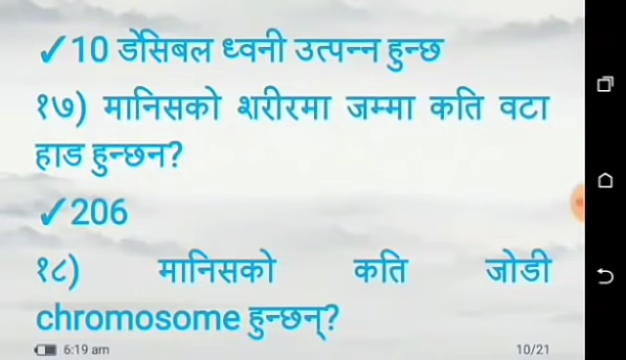 ✓10 डेसिबल ध्वनी उत्पन्न हुन्छ
१७) मानिसको शरीरमा जम्मा कति वटा
हाड हुन्छन?
✓206
१८) मानिसको कति जोडी
chromosome हुन्छन्?
6:19 am 10/21